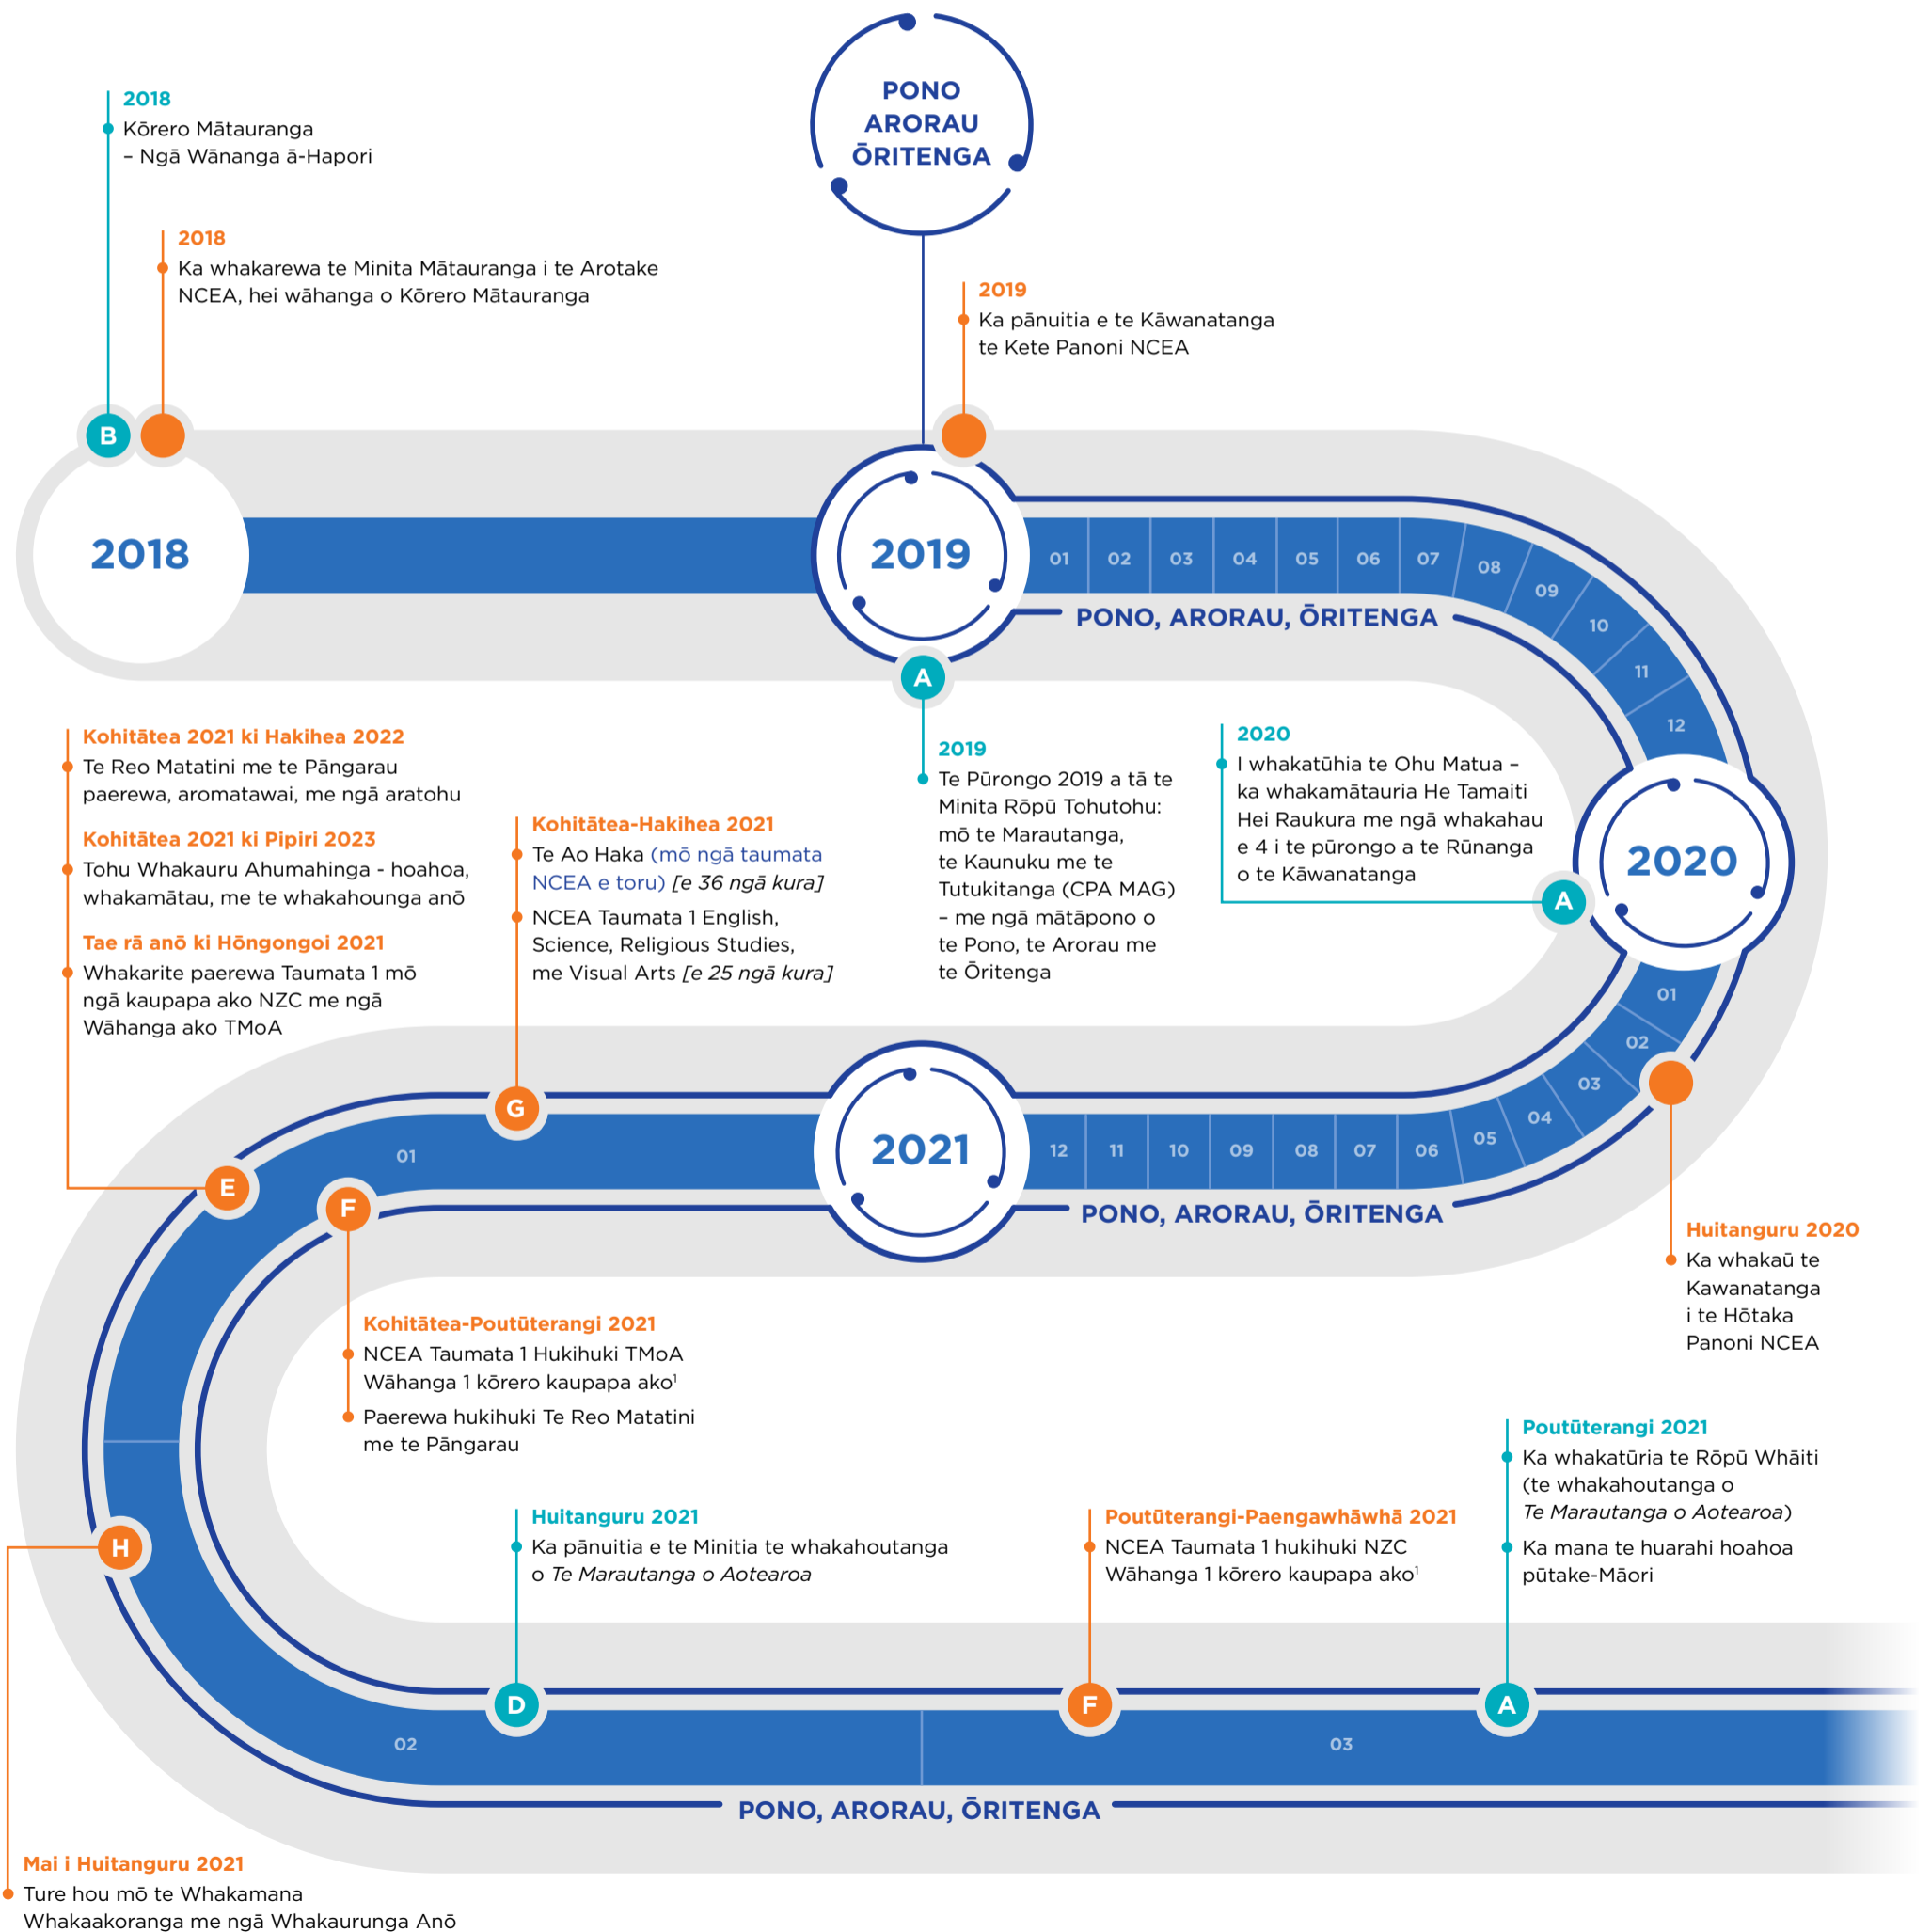 PONO
ARORAU
ŌRITENGA
2018
Kōrero Mātauranga
– Ngā Wānanga ā-Hapori
2018
Ka whakarewa te Minita Mātauranga i te Arotake
NCEA, hei wāhanga o Kōrero Mātauranga
2019
Ka pānuitia e te Kāwanatanga
te Kete Panoni NCEA
B
2018
2019
01
02
03
04
05
06
07
08
09
10
11
12
PONO, ARORAU, ŌRITENGA
A
2019
Te Pūrongo 2019 a tā te
Minita Rōpū Tohutohu:
mō te Marautanga,
te Kaunuku me te
Tutukitanga (CPA MAG)
– me ngā mātāpono o
te Pono, te Arorau me
te Ōritenga
2020
I whakatūhia te Ohu Matua –
ka whakamātauria He Tamaiti
Hei Raukura me ngā whakahau
e 4 i te pūrongo a te Rūnanga
o te Kāwanatanga
A
2020
01
02
03
04
05
06
07
08
09
10
11
12
PONO, ARORAU, ŌRITENGA
Huitanguru 2020
Ka whakaū te
Kawanatanga
i te Hōtaka
Panoni NCEA
2021
Kohitātea 2021 ki Hakihea 2022
Te Reo Matatini me te Pāngarau
paerewa, aromatawai, me ngā aratohu
Kohitātea 2021 ki Pipiri 2023
Tohu Whakauru Ahumahinga - hoahoa,
whakamātau, me te whakahounga anō
Tae rā anō ki Hōngongoi 2021
Whakarite paerewa Taumata 1 mō
ngā kaupapa ako NZC me ngā
Wāhanga ako TMoA
Kohitātea-Hakihea 2021
Te Ao Haka (mō ngā taumata
NCEA e toru) [e 36 ngā kura]
NCEA Taumata 1 English,
Science, Religious Studies,
me Visual Arts [e 25 ngā kura]
G
01
E
F
Kohitātea-Poutūterangi 2021
NCEA Taumata 1 Hukihuki TMoA
Wāhanga 1 kōrero kaupapa ako¹
Paerewa hukihuki Te Reo Matatini
me te Pāngarau
H
Huitanguru 2021
Ka pānuitia e te Minitia te whakahoutanga
o Te Marautanga o Aotearoa
Poutūterangi-Paengawhāwhā 2021
NCEA Taumata 1 hukihuki NZC
Wāhanga 1 kōrero kaupapa ako¹
Poutūterangi 2021
Ka whakatūria te Rōpū Whāiti
(te whakahoutanga o
Te Marautanga o Aotearoa)
Ka mana te huarahi hoahoa
pūtake-Māori
D
F
A
02
03
PONO, ARORAU, ŌRITENGA
Mai i Huitanguru 2021
Ture hou mō te Whakamana
Whakaakoranga me ngā Whakaurunga Anō